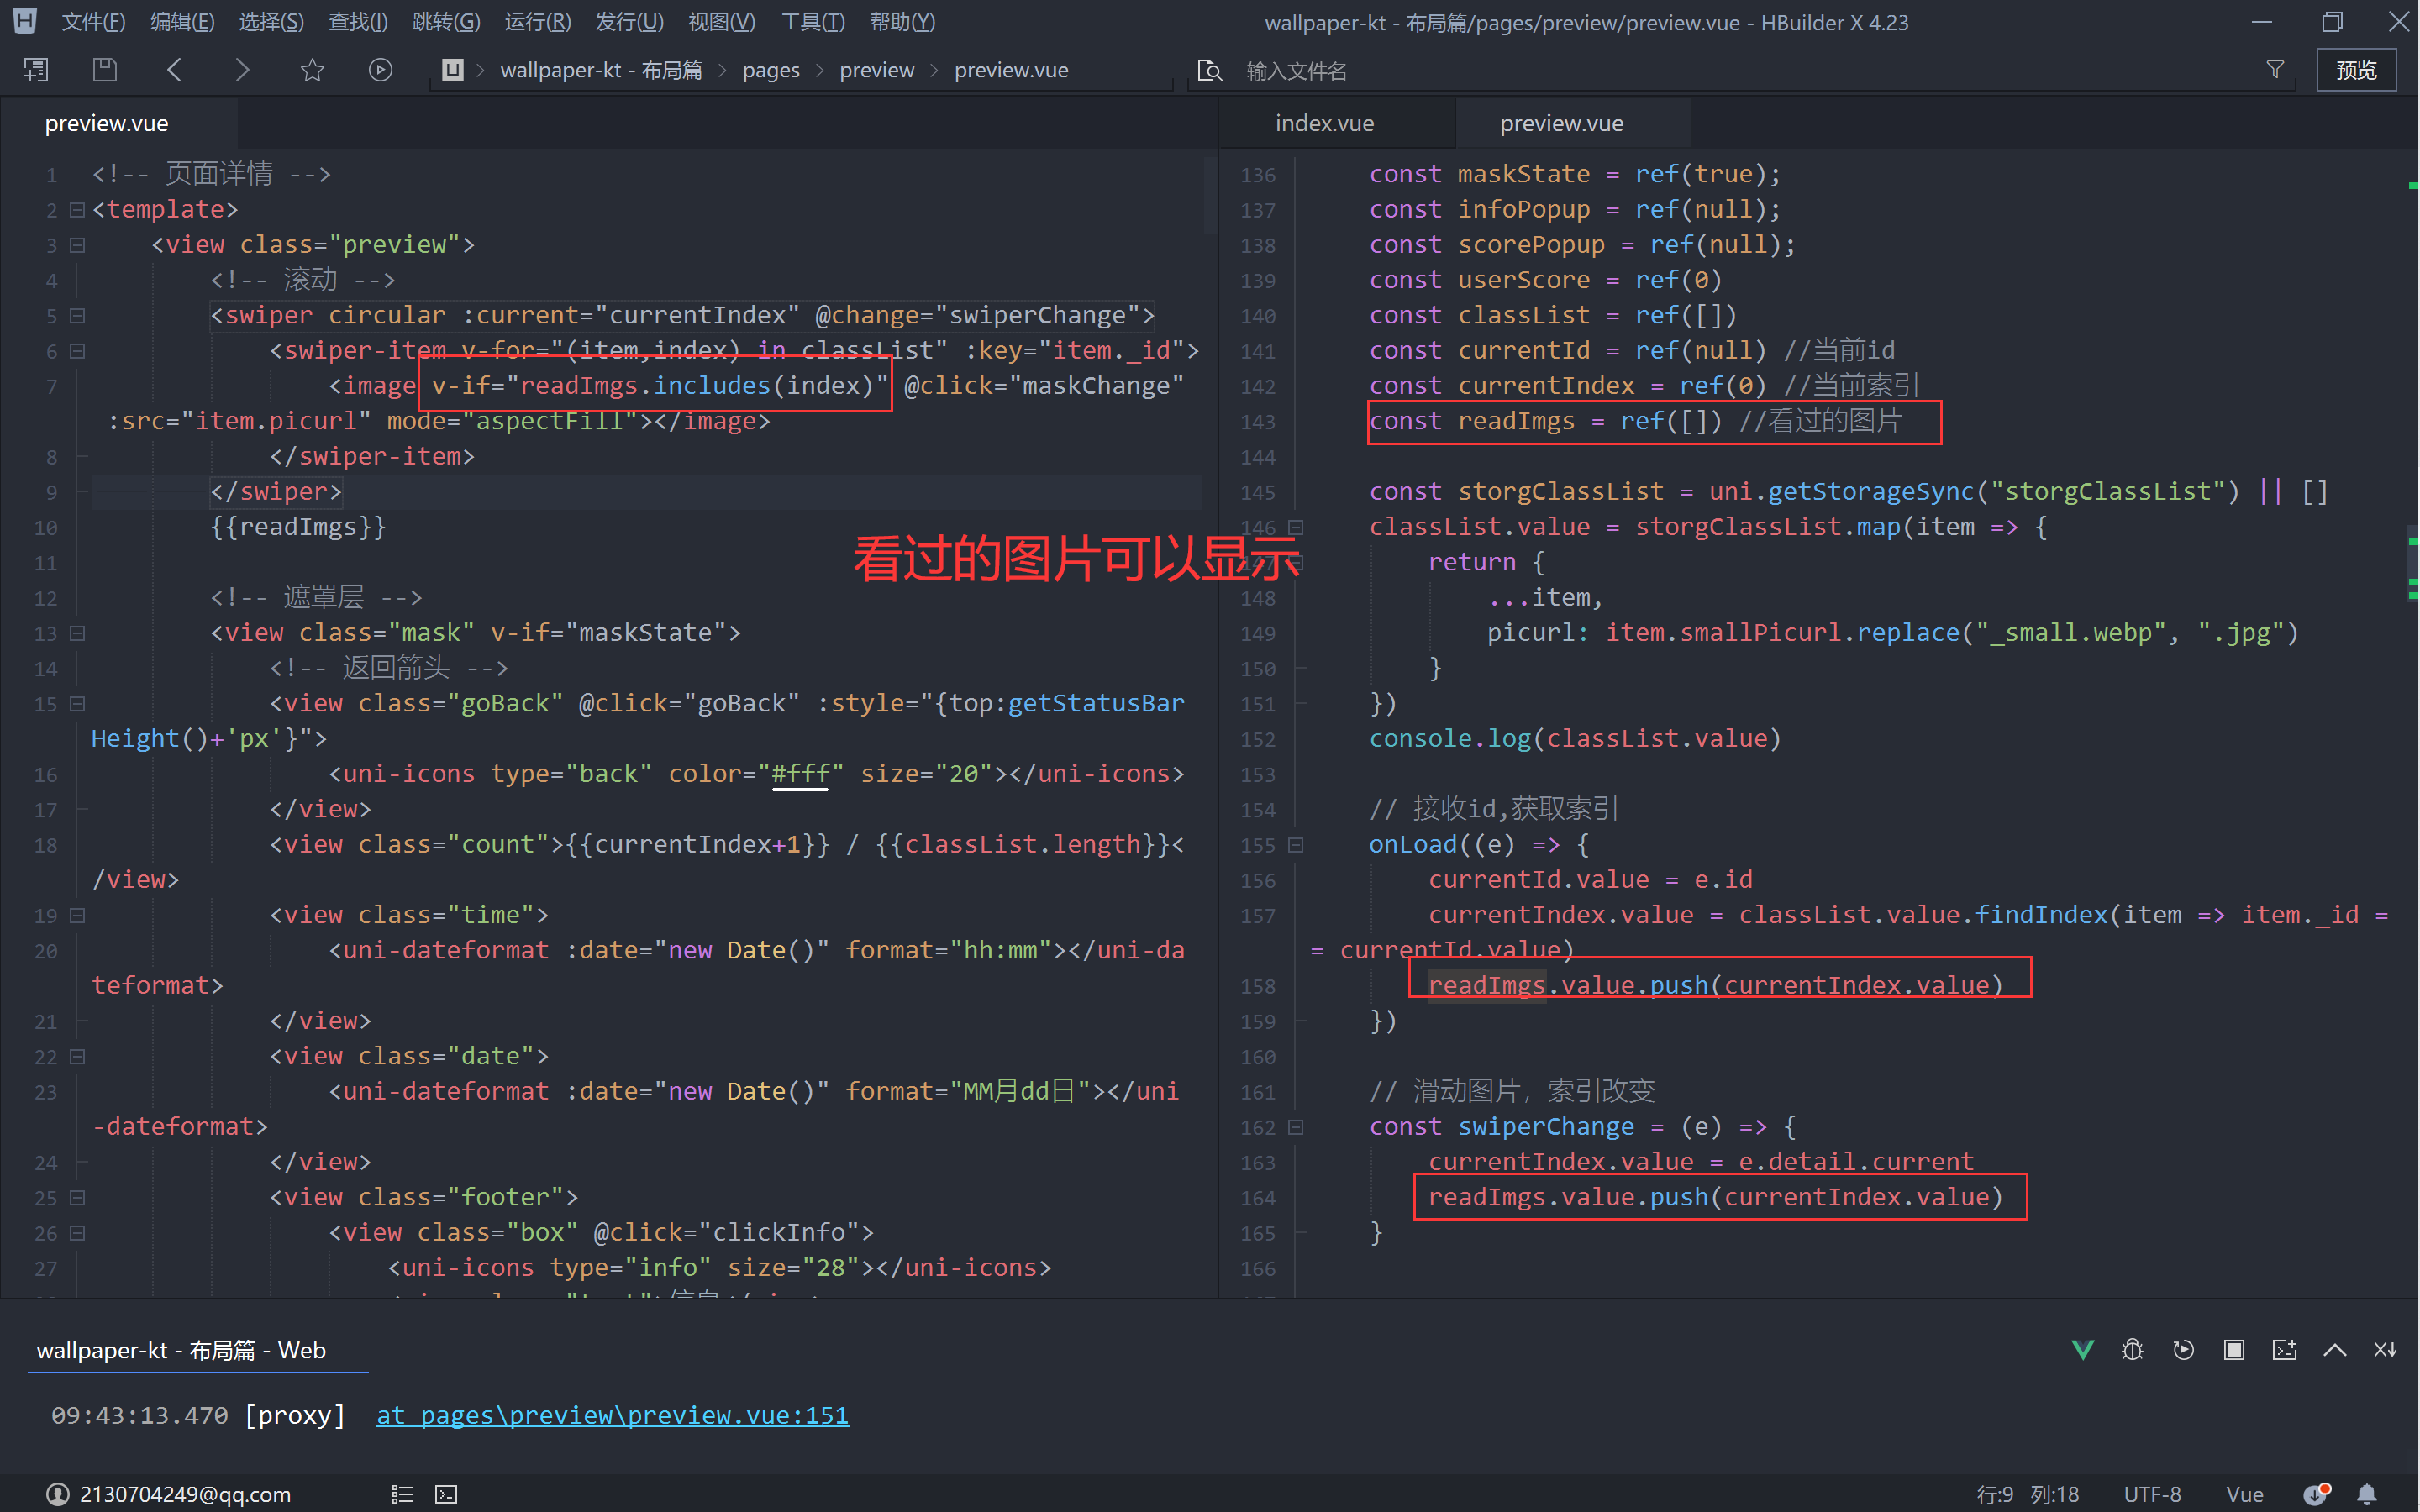 文件(F) 编辑(E) 选择(S) 查找(I) 跳转(G) 运行(R) 发行(U) 视图(V) 工具(T) 帮助(Y)
wallpaper-kt - 布局篇/pages/preview/preview.vue - HBuilder X 4.23
wallpaper-kt - 布局篇 > pages > preview > preview.vue
输入文件名
预览
preview.vue
1 <!-- 页面详情 -->
2 <template>
3 <view class="preview">
4 <!-- 滚动 -->
5 <swiper circular :current="currentIndex" @change="swiperChange">
6 <swiper-item v-for="(item,index) in classList" :key="item._id">
7 <image v-if="readImgs.includes(index)" @click="maskChange"
:src="item.picurl" mode="aspectFill"></image>
8 </swiper-item>
9 </swiper>
10 {{readImgs}}
11
12 <!-- 遮罩层 -->
13 <view class="mask" v-if="maskState">
14 <!-- 返回箭头 -->
15 <view class="goBack" @click="goBack" :style="{top:getStatusBar
Height()+'px'}">
16 <uni-icons type="back" color="#fff" size="20"></uni-icons>
17 </view>
18 <view class="count">{{currentIndex+1}} / {{classList.length}}<
/view>
19 <view class="time">
20 <uni-dateformat :date="new Date()" format="hh:mm"></uni-da
teformat>
21 </view>
22 <view class="date">
23 <uni-dateformat :date="new Date()" format="MM月dd日"></uni
-dateformat>
24 </view>
25 <view class="footer">
26 <view class="box" @click="clickInfo">
27 <uni-icons type="info" size="28"></uni-icons>
看过的图片可以显示
index.vue preview.vue
136 const maskState = ref(true);
137 const infoPopup = ref(null);
138 const scorePopup = ref(null);
139 const userScore = ref(0)
140 const classList = ref([])
141 const currentId = ref(null) //当前id
142 const currentIndex = ref(0) //当前索引
143 const readImgs = ref([]) //看过的图片
144
145 const storgClassList = uni.getStorageSync("storgClassList") || []
146 classList.value = storgClassList.map(item => {
147 return {
148 ...item,
149 picurl: item.smallPicurl.replace("_small.webp", ".jpg")
150 }
151 })
152 console.log(classList.value)
153
154 // 接收id,获取索引
155 onLoad((e) => {
156 currentId.value = e.id
157 currentIndex.value = classList.value.findIndex(item => item._id =
= currentId.value)
158 readImgs.value.push(currentIndex.value)
159 })
160
161 // 滑动图片，索引改变
162 const swiperChange = (e) => {
163 currentIndex.value = e.detail.current
164 readImgs.value.push(currentIndex.value)
165 }
166
wallpaper-kt - 布局篇 - Web
09:43:13.470 [proxy] at pages\preview\preview.vue:151
2130704249@qq.com
行:9 列:18 UTF-8 Vue